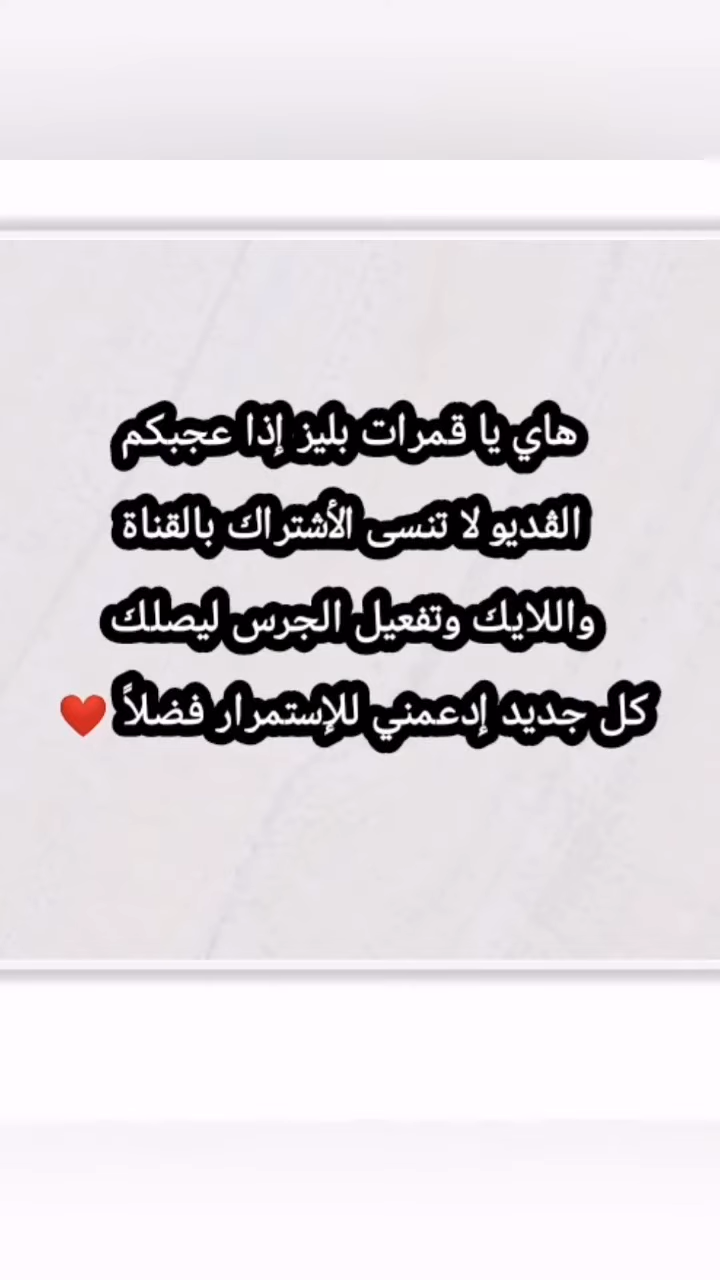 هاي يا قمرات بليز إذا عجبكم
الڤديو لا تنسى الأشتراك بالقناة
واللايك وتفعيل الجرس ليصلك
كل جديد إدعمني للإستمرار فضلاً ❤️